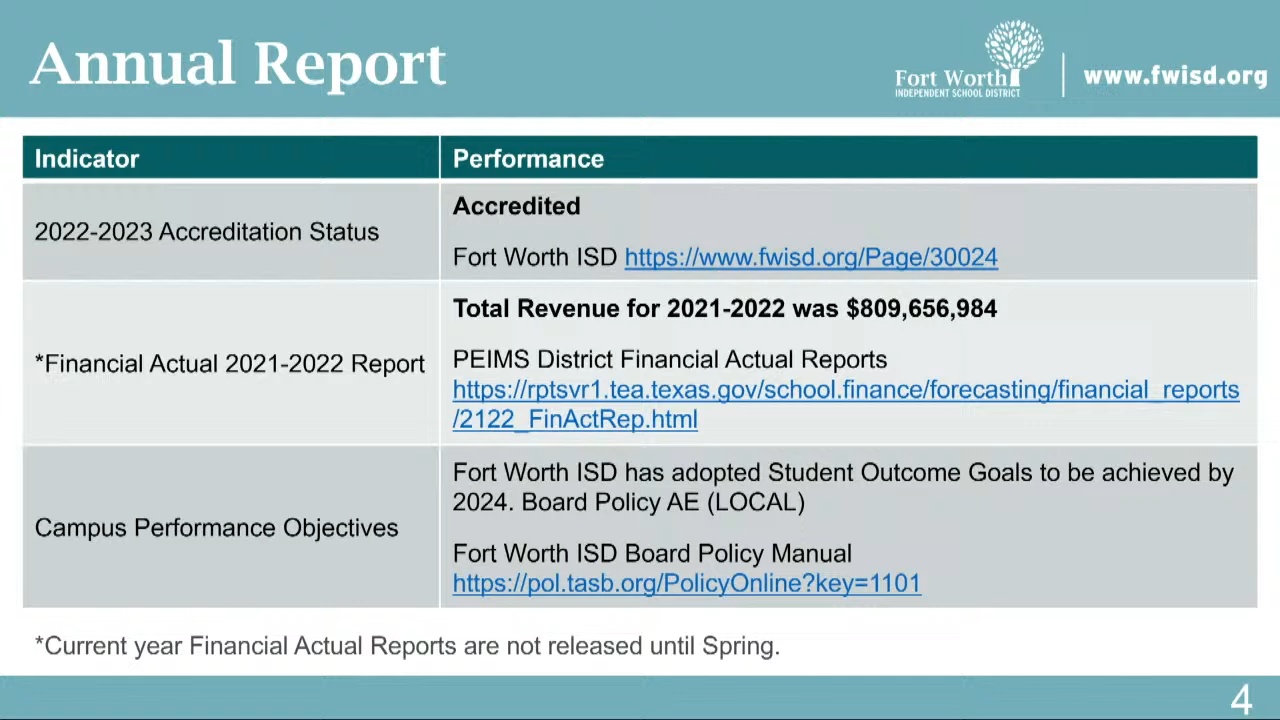 Annual Report
Fort Worth
INDEPENDENT SCHOOL DISTRICT
www.fwisd.org
Indicator
Performance
2022-2023 Accreditation Status
Accredited
Fort Worth ISD https://www.fwisd.org/Page/30024
*Financial Actual 2021-2022 Report
Total Revenue for 2021-2022 was $809,656,984
PEIMS District Financial Actual Reports
https://rptsvr1.tea.texas.gov/school.finance/forecasting/financial_reports
/2122_FinActRep.html
Campus Performance Objectives
Fort Worth ISD has adopted Student Outcome Goals to be achieved by
2024. Board Policy AE (LOCAL)
Fort Worth ISD Board Policy Manual
https://pol.tasb.org/PolicyOnline?key=1101
*Current year Financial Actual Reports are not released until Spring.
4